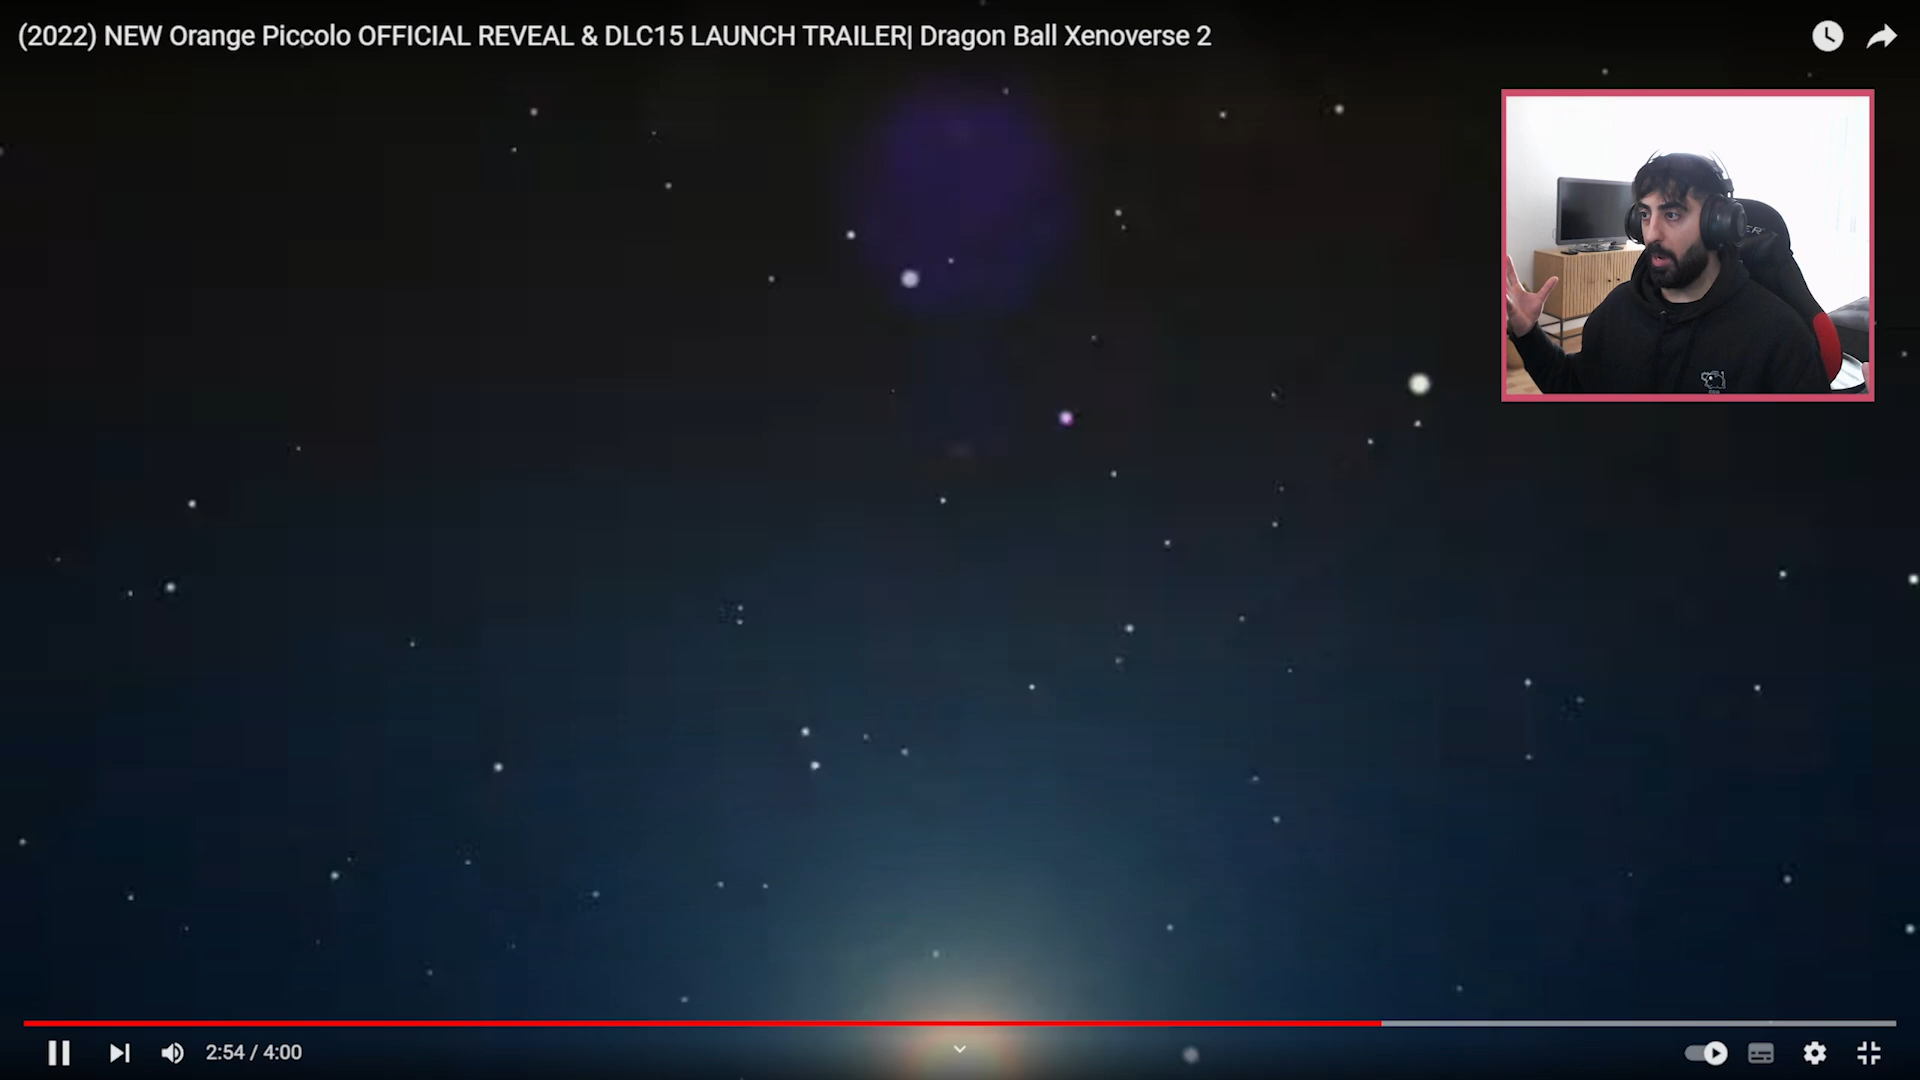 (2022) NEW Orange Piccolo OFFICIAL REVEAL & DLC15 LAUNCH TRAILER| Dragon Ball Xenoverse 2
2:54 / 4:00